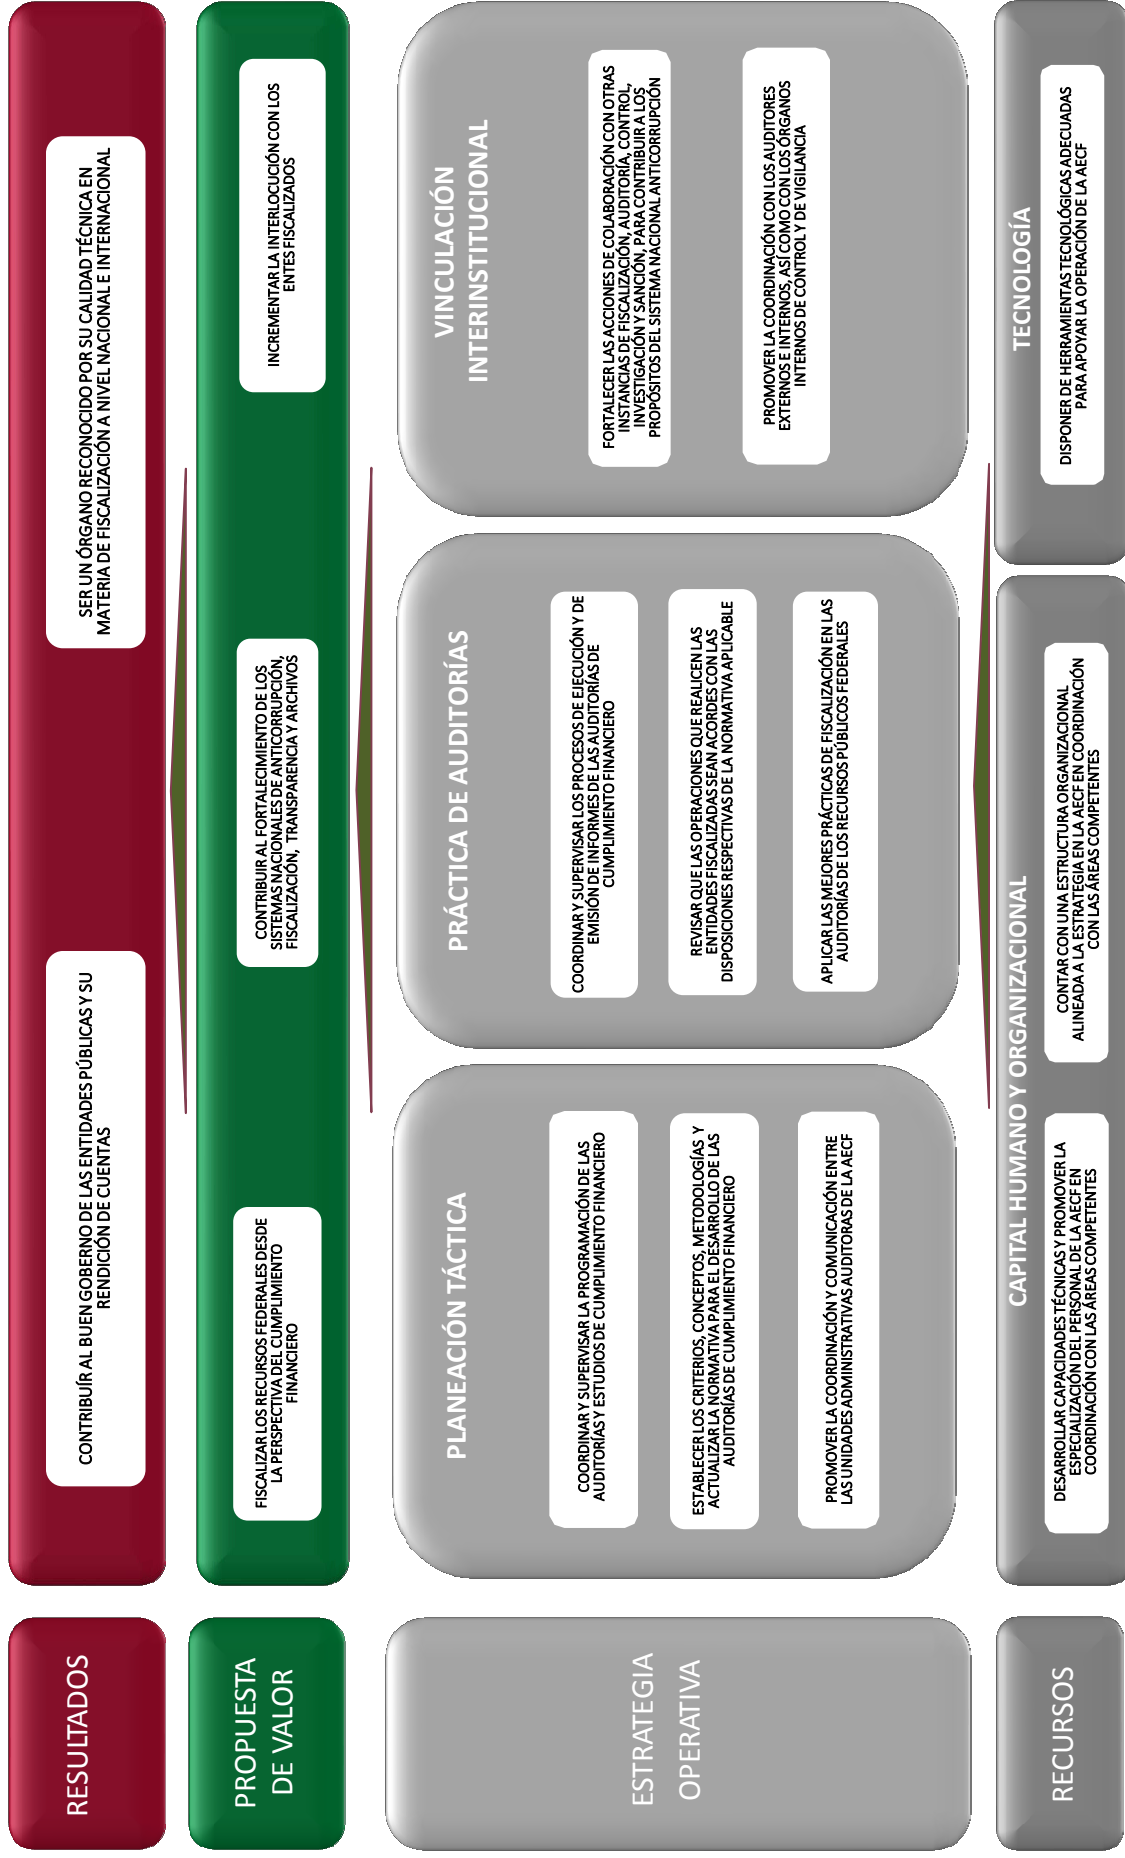 RESULTADOS
CONTRIBUÍR AL BUEN GOBIERNO DE LAS ENTIDADES PÚBLICAS Y SU
RENDICIÓN DE CUENTAS
SER UN ÓRGANO RECONOCIDO POR SU CALIDAD TÉCNICA EN
MATERIA DE FISCALIZACIÓN A NIVEL NACIONAL E INTERNACIONAL
PROPUESTA
DE VALOR
FISCALIZAR LOS RECURSOS FEDERALES DESDE
LA PERSPECTIVA DEL CUMPLIMIENTO
FINANCIERO
CONTRIBUIR AL FORTALECIMIENTO DE LOS
SISTEMAS NACIONALES DE ANTICORRUPCIÓN,
FISCALIZACIÓN, TRANSPARENCIA Y ARCHIVOS
INCREMENTAR LA INTERLOCUCIÓN CON LOS
ENTES FISCALIZADOS
ESTRATEGIA
OPERATIVA
PLANEACIÓN TÁCTICA
COORDINAR Y SUPERVISAR LA PROGRAMACIÓN DE LAS
AUDITORÍAS Y ESTUDIOS DE CUMPLIMIENTO FINANCIERO
ESTABLECER LOS CRITERIOS, CONCEPTOS, METODOLOGÍAS Y
ACTUALIZAR LA NORMATIVA PARA EL DESARROLLO DE LAS
AUDITORÍAS DE CUMPLIMIENTO FINANCIERO
PROMOVER LA COORDINACIÓN Y COMUNICACIÓN ENTRE
LAS UNIDADES ADMINISTRATIVAS AUDITORAS DE LA AECF
PRÁCTICA DE AUDITORÍAS
COORDINAR Y SUPERVISAR LOS PROCESOS DE EJECUCIÓN Y DE
EMISIÓN DE INFORMES DE LAS AUDITORÍAS DE
CUMPLIMIENTO FINANCIERO
REVISAR QUE LAS OPERACIONES QUE REALICEN LAS
ENTIDADES FISCALIZADAS SEAN ACORDES CON LAS
DISPOSICIONES RESPECTIVAS DE LA NORMATIVA APLICABLE
APLICAR LAS MEJORES PRÁCTICAS DE FISCALIZACIÓN EN LAS
AUDITORÍAS DE LOS RECURSOS PÚBLICOS FEDERALES
VINCULACIÓN
INTERINSTITUCIONAL
FORTALECER LAS ACCIONES DE COLABORACIÓN CON OTRAS
INSTANCIAS DE FISCALIZACIÓN, AUDITORÍA, CONTROL,
INVESTIGACIÓN Y SANCIÓN, PARA CONTRIBUIR A LOS
PROPÓSITOS DEL SISTEMA NACIONAL ANTICORRUPCIÓN
PROMOVER LA COORDINACIÓN CON LOS AUDITORES
EXTERNOS E INTERNOS, ASÍ COMO CON LOS ÓRGANOS
INTERNOS DE CONTROL Y DE VIGILANCIA
RECURSOS
CAPITAL HUMANO Y ORGANIZACIONAL
DESARROLLAR CAPACIDADES TÉCNICAS Y PROMOVER LA
ESPECIALIZACIÓN DEL PERSONAL DE LA AECF EN
COORDINACIÓN CON LAS ÁREAS COMPETENTES
CONTAR CON UNA ESTRUCTURA ORGANIZACIONAL
ALINEADA A LA ESTRATEGIA EN LA AECF EN COORDINACIÓN
CON LAS ÁREAS COMPETENTES
TECNOLOGÍA
DISPONER DE HERRAMIENTAS TECNOLÓGICAS ADECUADAS
PARA APOYAR LA OPERACIÓN DE LA AECF